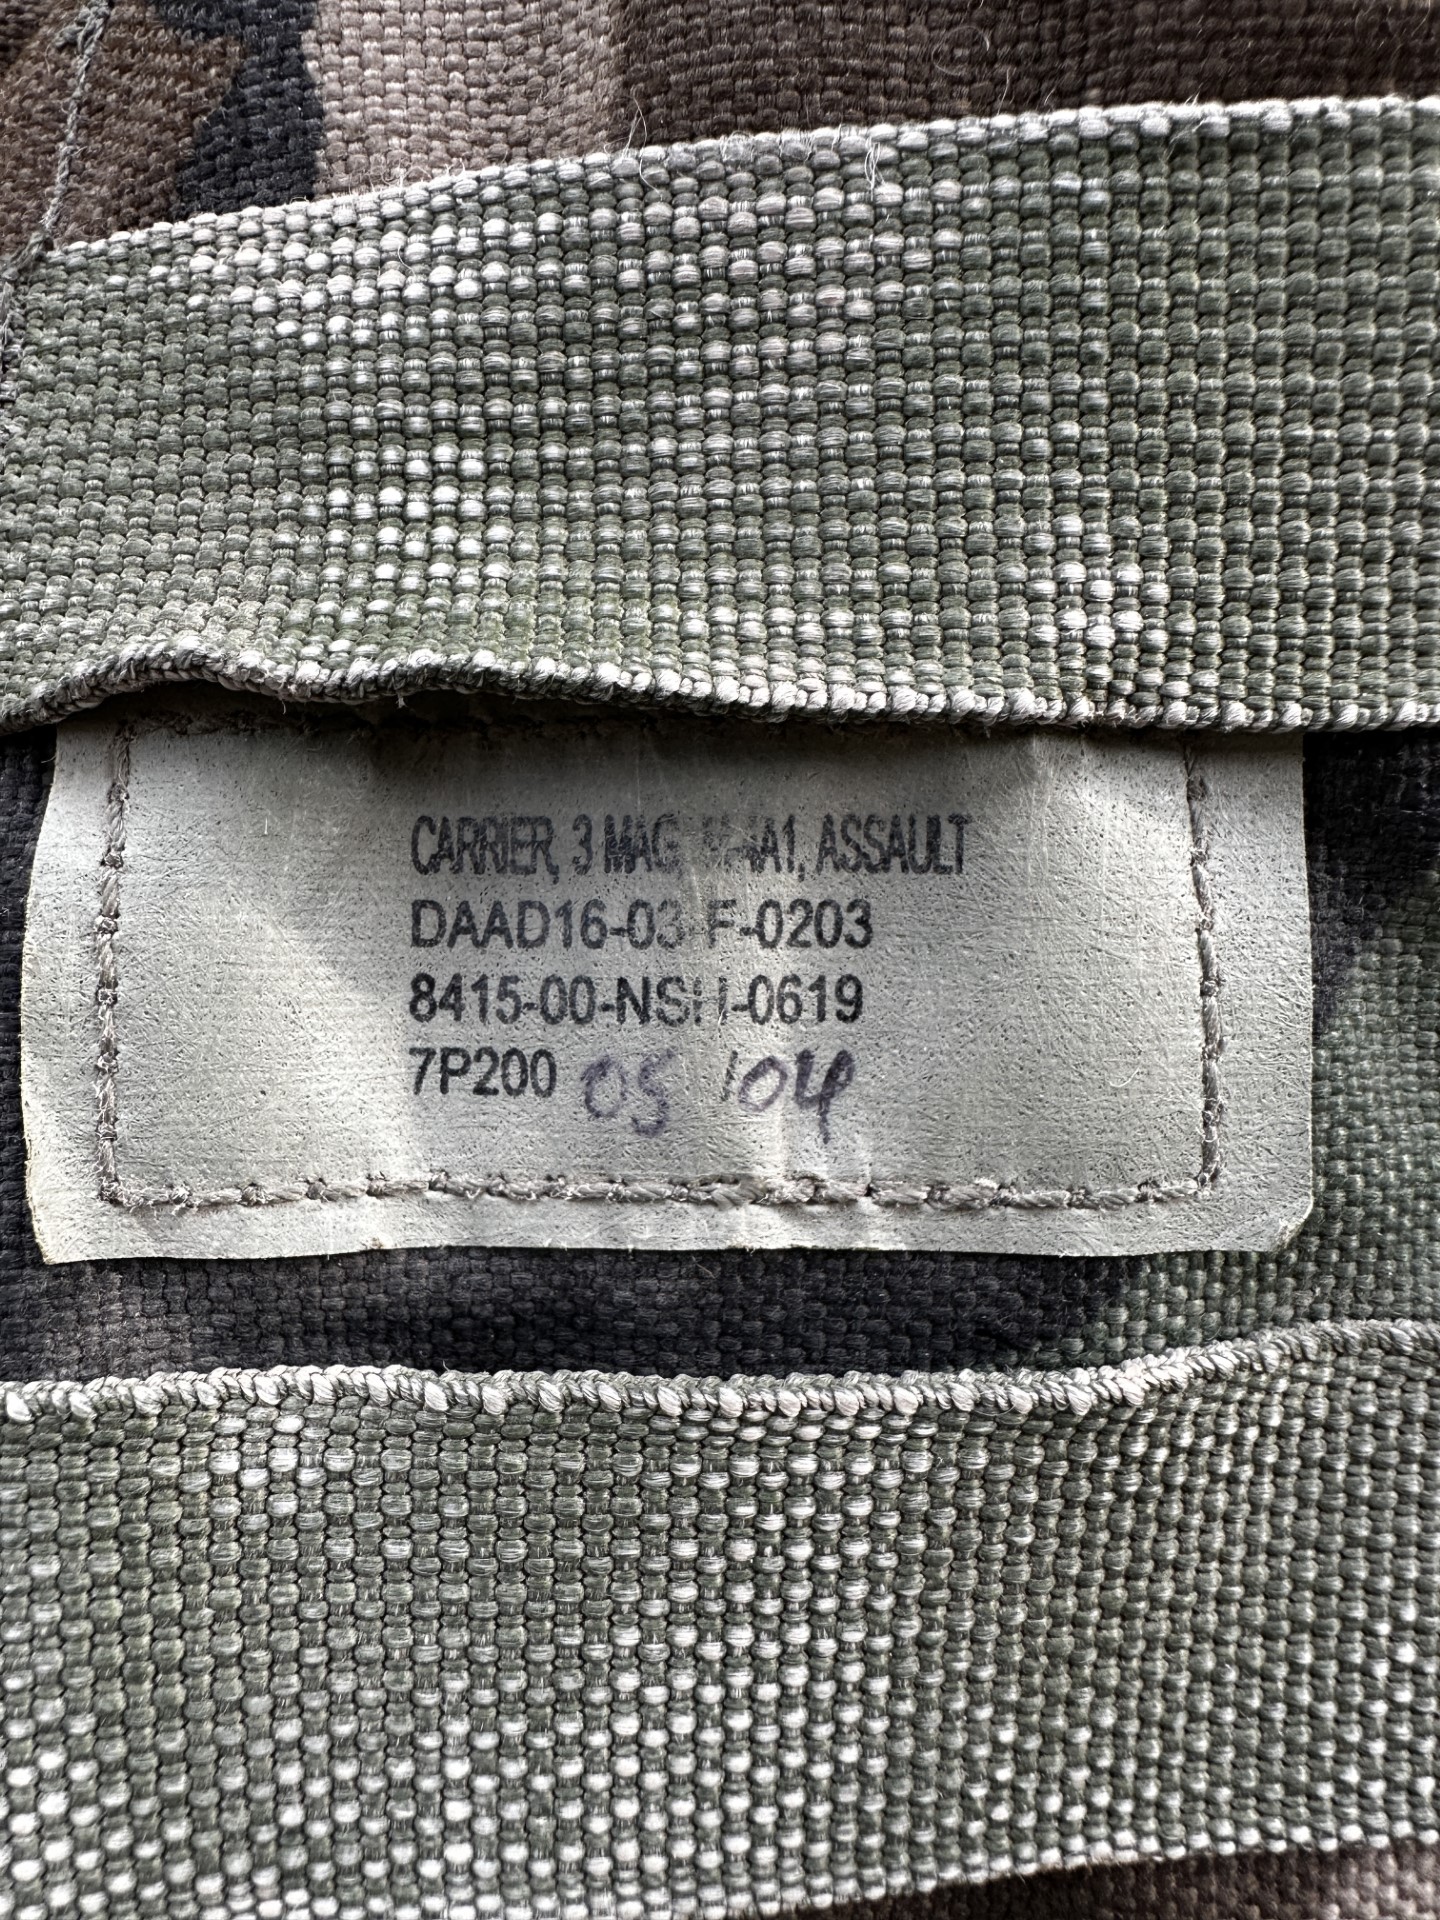 CARRIER, 3 MAG, M4A1, ASSAULT
DAAD16-03-F-0203
8415-00-NSH-0619
7P200 05/04